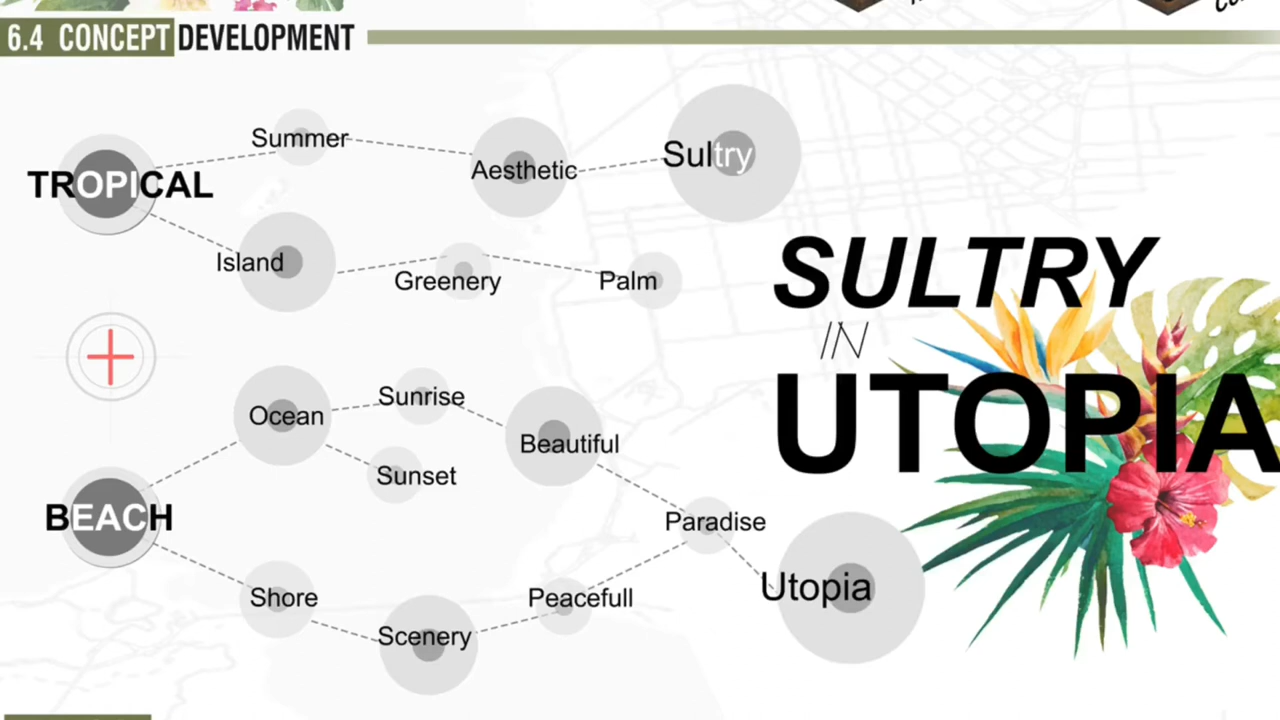 6.4 CONCEPT DEVELOPMENT
Summer
Aesthetic
Sultry
TROPICAL
Island
Greenery
Palm
SULTRY
IN
UTOPIA
Ocean
Sunrise
Sunset
Beautiful
BEACH
Paradise
Utopia
Shore
Scenery
Peacefull